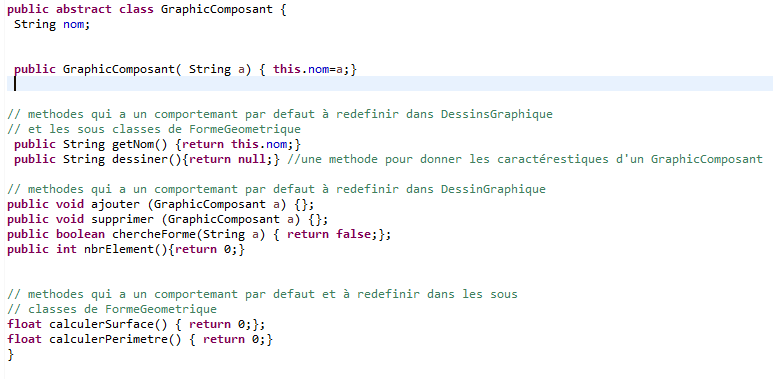 public abstract class GraphicComposant {
String nom;
public GraphicComposant( String a) { this.nom=a;}
// methodes qui a un comportemant par defaut à redefinir dans DessinsGraphique
// et les sous classes de FormeGeometrique
public String getNom() {return this.nom;}
public String dessiner(){return null;} //une methode pour donner les caractérestiques d'un GraphicComposant
// methodes qui a un comportemant par defaut à redefinir dans DessinGraphique
public void ajouter (GraphicComposant a) {};
public void supprimer (GraphicComposant a) {};
public boolean chercheForme(String a) { return false;};
public int nbrElement(){return 0;}
// methodes qui a un comportemant par defaut et à redefinir dans les sous
// classes de FormeGeometrique
float calculerSurface() { return 0;};
float calculerPerimetre() { return 0;}
}